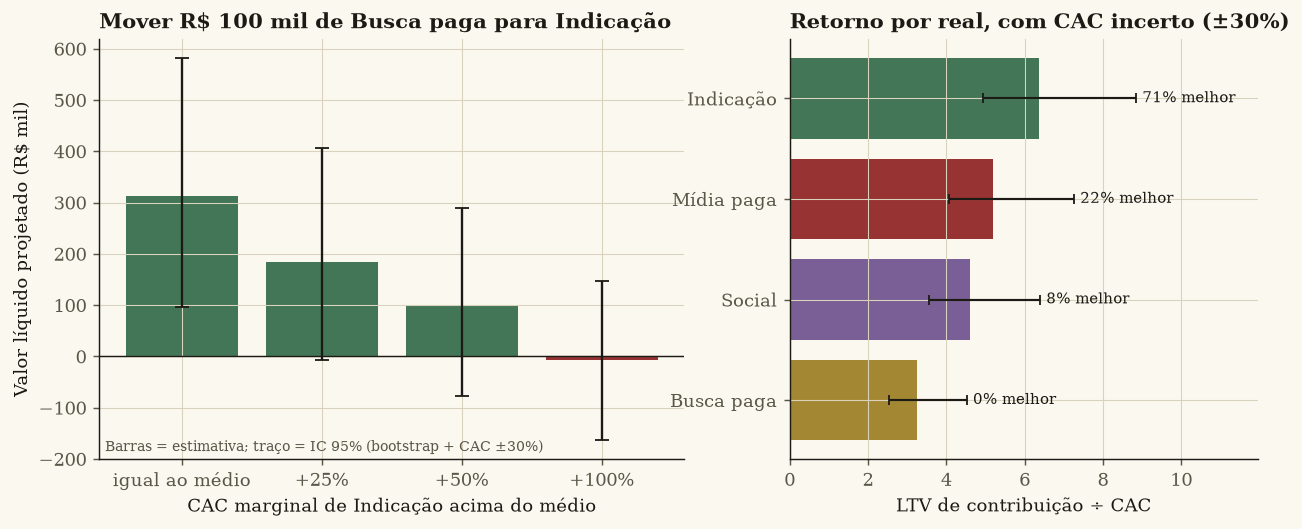 Mover R$ 100 mil de Busca paga para Indicação
Valor líquido projetado (R$ mil)
600
500
400
300
200
100
0
−100
−200
Barras = estimativa; traço = IC 95% (bootstrap + CAC ±30%)
igual ao médio
+25%
+50%
+100%
CAC marginal de Indicação acima do médio
Retorno por real, com CAC incerto (±30%)
Indicação
71% melhor
Mídia paga
22% melhor
Social
8% melhor
Busca paga
0% melhor
0
2
4
6
8
10
LTV de contribuição ÷ CAC